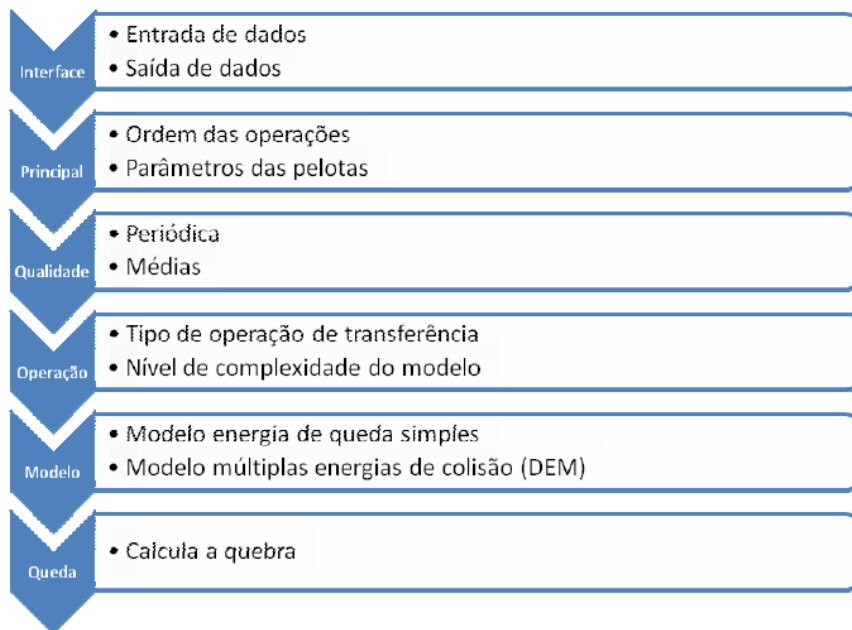 Interface
• Entrada de dados
• Saída de dados
Principal
• Ordem das operações
• Parâmetros das pelotas
Qualidade
• Periódica
• Médias
Operação
• Tipo de operação de transferência
• Nível de complexidade do modelo
Modelo
• Modelo energia de queda simples
• Modelo múltiplas energias de colisão (DEM)
Queda
• Calcula a quebra